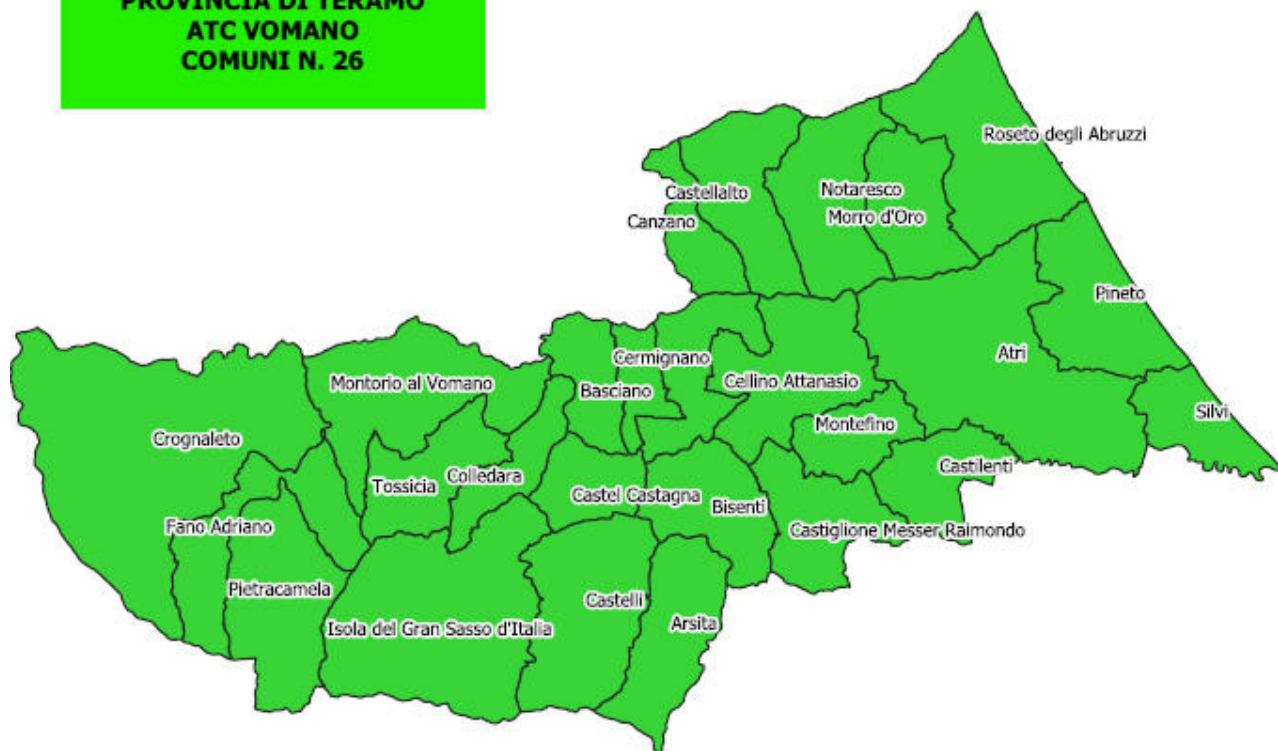 PROVINCIA DI TERAMO
ATC VOMANO
COMUNI N. 26
Roseto degli Abruzzi
Castellalto
Notaresco
Canzano
Morro d'Oro
Pineto
Atri
Cermignano
Montorio al Vomano
Basciano
Cellino Attanasio
Silvi
Montefino
Crognaleto
Castilenti
Tossicia
Colledara
Castel Castagna
Bisenti
Fano Adriano
Castiglione Messer Raimondo
Pietracamela
Castelli
Arsita
Isola del Gran Sasso d'Italia